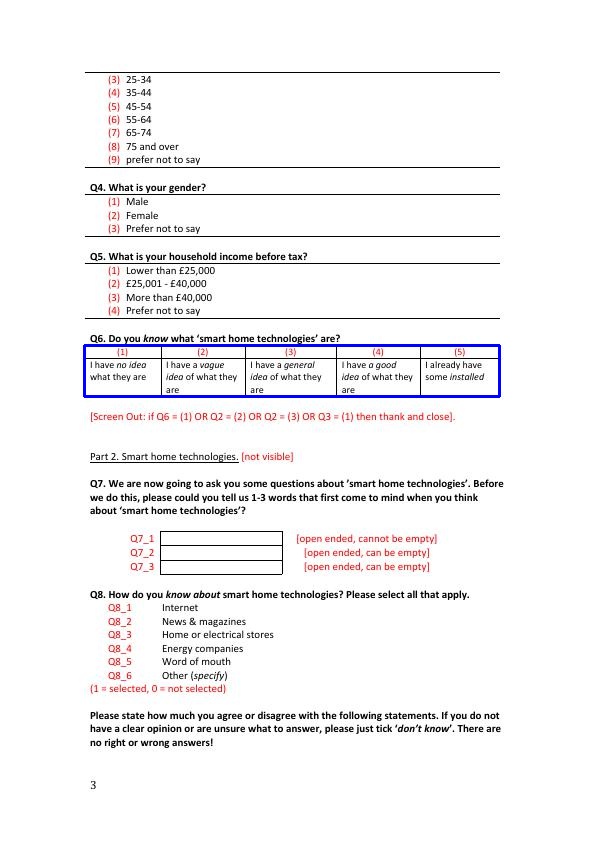 (3) 25-34
(4) 35-44
(5) 45-54
(6) 55-64
(7) 65-74
(8) 75 and over
(9) prefer not to say
Q4. What is your gender?
(1) Male
(2) Female
(3) Prefer not to say
Q5. What is your household income before tax?
(1) Lower than £25,000
(2) £25,001 - £40,000
(3) More than £40,000
(4) Prefer not to say
Q6. Do you know what ‘smart home technologies’ are?
(1) (2) (3) (4) (5)
I have no idea I have a vague I have a general I have a good I already have
what they are idea of what they idea of what they idea of what they some installed
are are are
[Screen Out: if Q6 = (1) OR Q2 = (2) OR Q2 = (3) OR Q3 = (1) then thank and close].
Part 2. Smart home technologies. [not visible]
Q7. We are now going to ask you some questions about ’smart home technologies’. Before
we do this, please could you tell us 1-3 words that first come to mind when you think
about ‘smart home technologies’?
Q7_1 [open ended, cannot be empty]
Q7_2 [open ended, can be empty]
Q7_3 [open ended, can be empty]
Q8. How do you know about smart home technologies? Please select all that apply.
Q8_1 Internet
Q8_2 News & magazines
Q8_3 Home or electrical stores
Q8_4 Energy companies
Q8_5 Word of mouth
Q8_6 Other (specify)
(1 = selected, 0 = not selected)
Please state how much you agree or disagree with the following statements. If you do not
have a clear opinion or are unsure what to answer, please just tick ‘don’t know’. There are
no right or wrong answers!
3